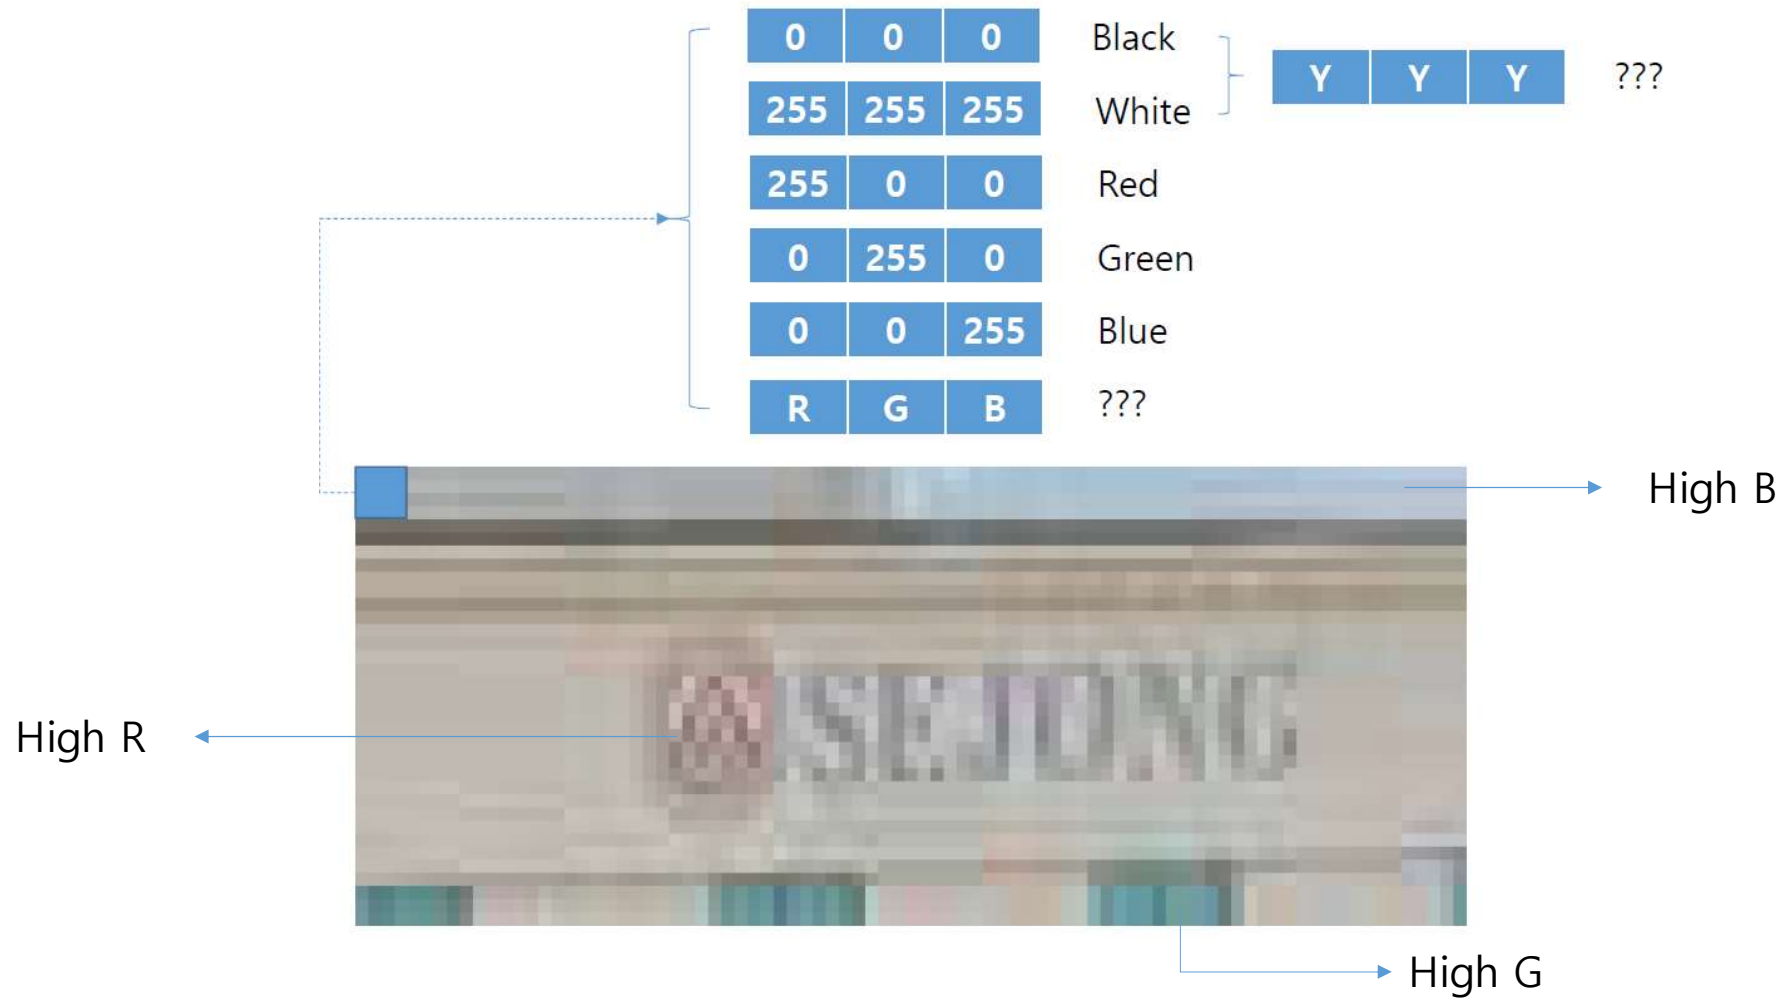 0 0 0 Black
Y Y Y ???
255 255 255 White
255 0 0 Red
0 255 0 Green
0 0 255 Blue
R G B ???
High B
SEJONG
High R
High G